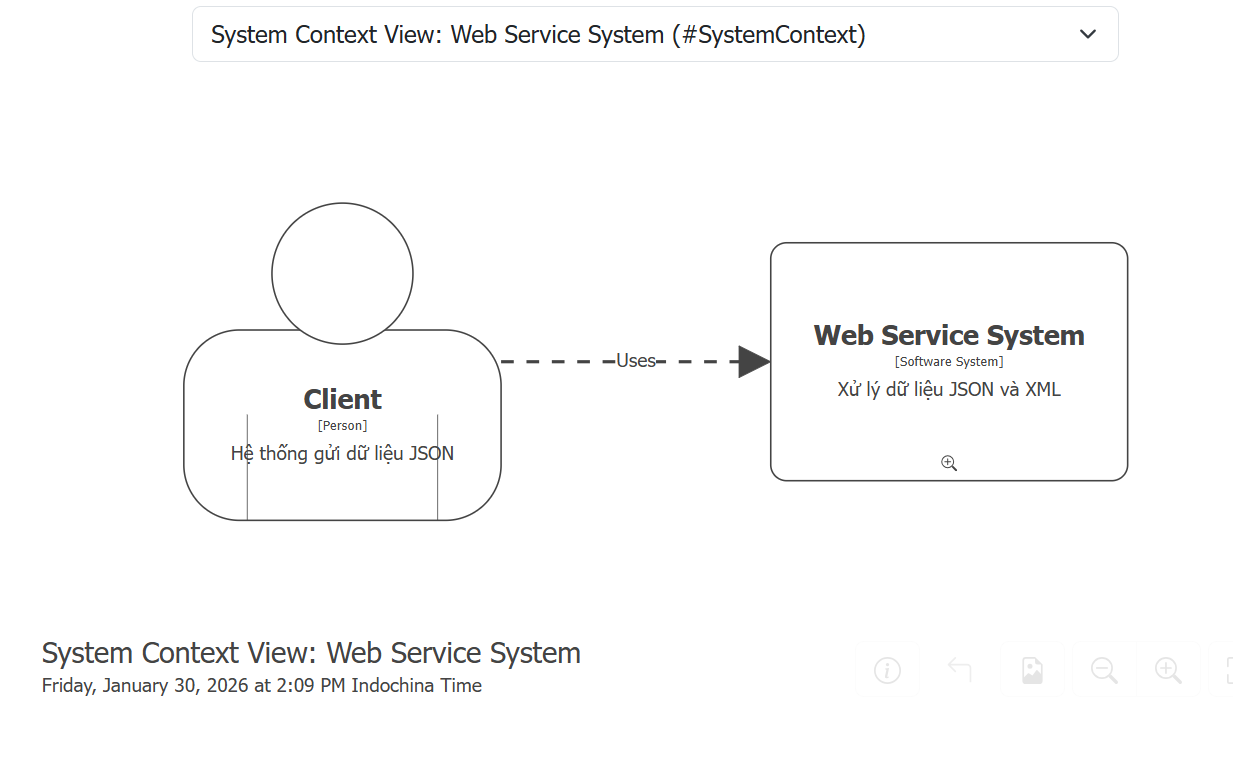 System Context View: Web Service System (#SystemContext)
Client
[Person]
Hệ thống gửi dữ liệu JSON
Uses
Web Service System
[Software System]
Xử lý dữ liệu JSON và XML
System Context View: Web Service System
Friday, January 30, 2026 at 2:09 PM Indochina Time